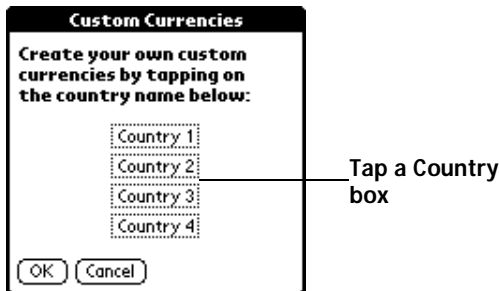 Custom Currencies
Create your own custom
currencies by tapping on
the country name below:
Country 1
Country 2
Country 3
Country 4
Tap a Country
box
OK Cancel